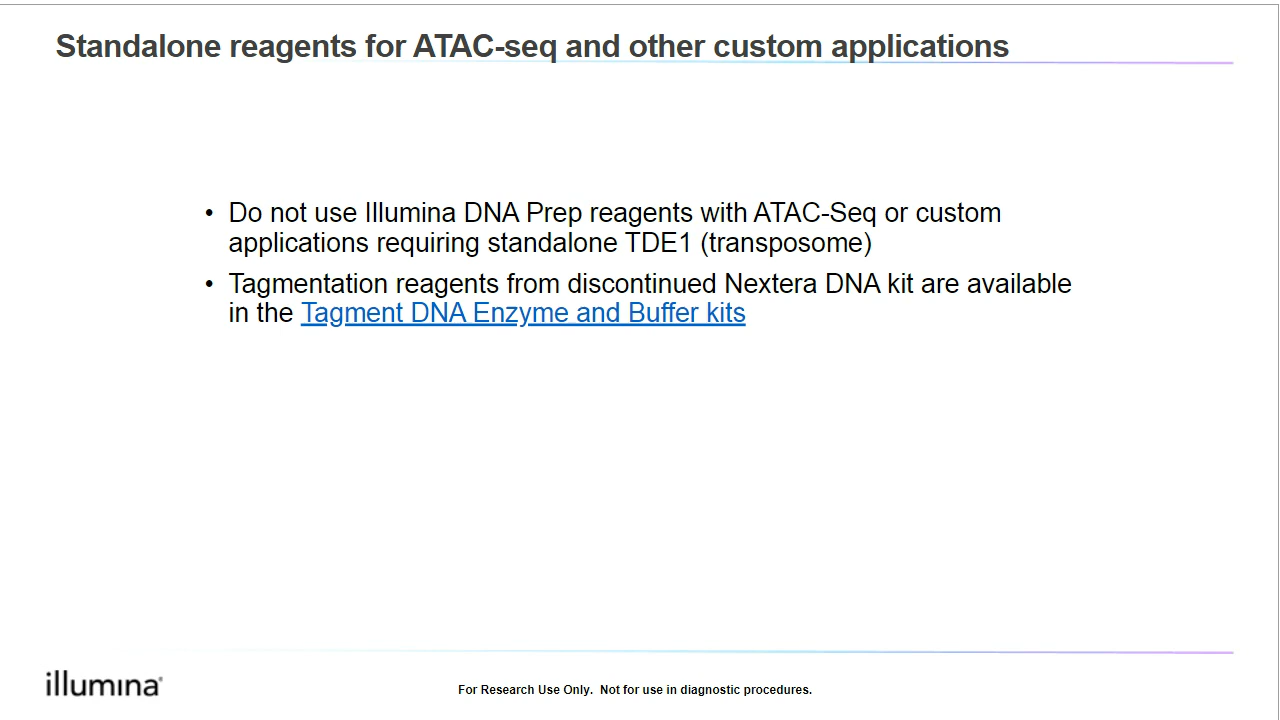 Standalone reagents for ATAC-seq and other custom applications
• Do not use Illumina DNA Prep reagents with ATAC-Seq or custom
applications requiring standalone TDE1 (transposome)
• Tagmentation reagents from discontinued Nextera DNA kit are available
in the Tagment DNA Enzyme and Buffer kits
illumina®
For Research Use Only.  Not for use in diagnostic procedures.